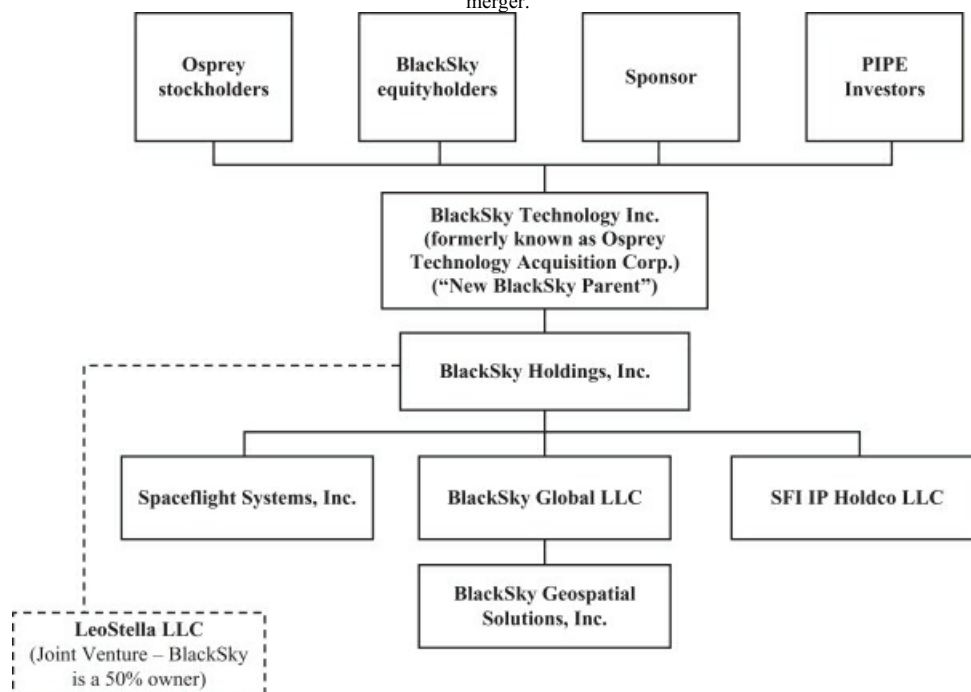 merger.
Osprey
stockholders
BlackSky
equityholders
Sponsor
PIPE
Investors
BlackSky Technology Inc.
(formerly known as Osprey
Technology Acquisition Corp.)
(“New BlackSky Parent”)
BlackSky Holdings, Inc.
Spaceflight Systems, Inc.
BlackSky Global LLC
SFI IP Holdco LLC
BlackSky Geospatial
Solutions, Inc.
LeoStella LLC
(Joint Venture – BlackSky
is a 50% owner)